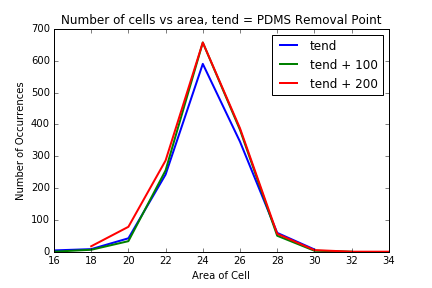 Number of cells vs area, tend = PDMS Removal Point
700
600
500
400
300
200
100
0
Number of Occurrences
tend
tend + 100
tend + 200
16 18 20 22 24 26 28 30 32 34
Area of Cell